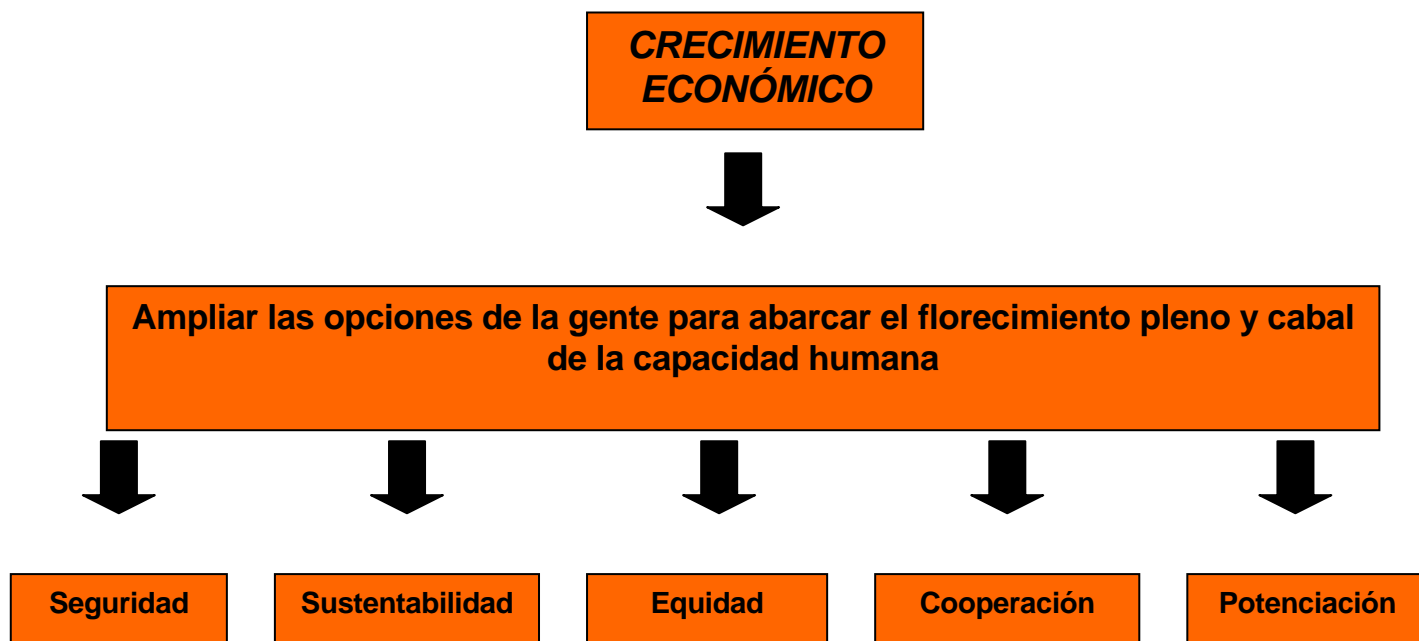 CRECIMIENTO
ECONÓMICO
Ampliar las opciones de la gente para abarcar el florecimiento pleno y cabal
de la capacidad humana
Seguridad
Sustentabilidad
Equidad
Cooperación
Potenciación